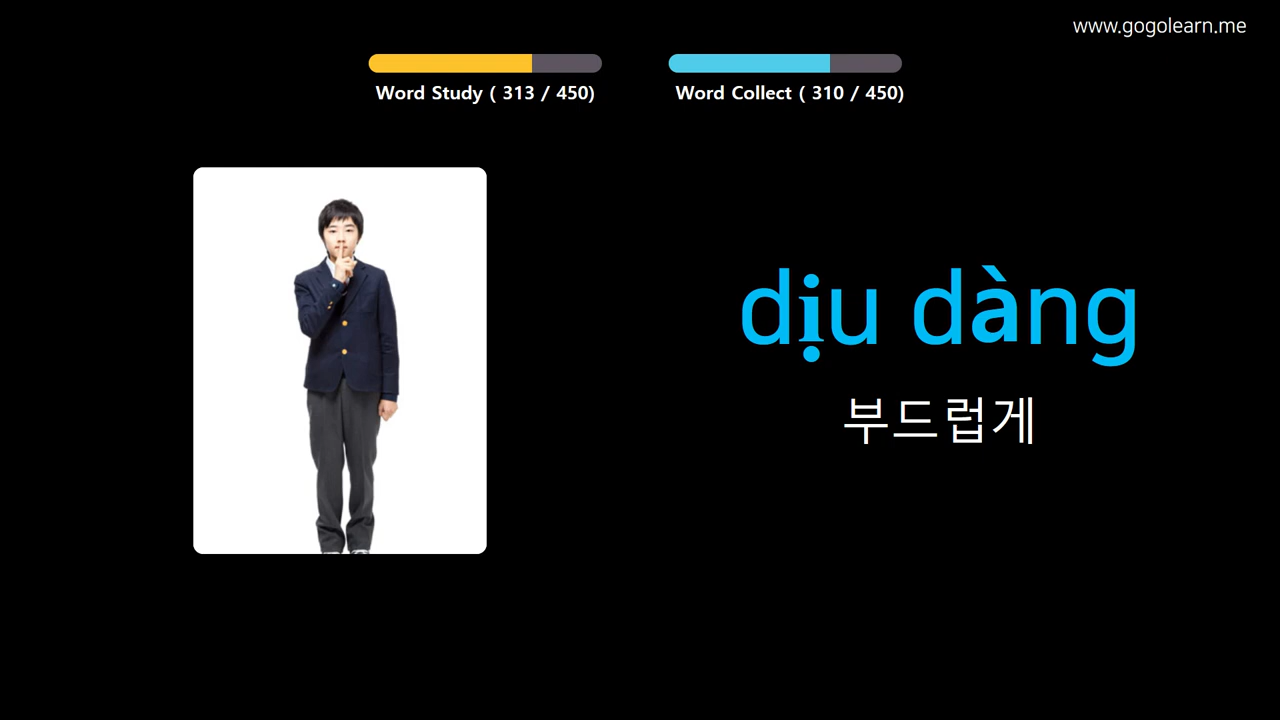 www.gogolearn.me
Word Study ( 313 / 450)
Word Collect ( 310 / 450)
dịu dàng
부드럽게